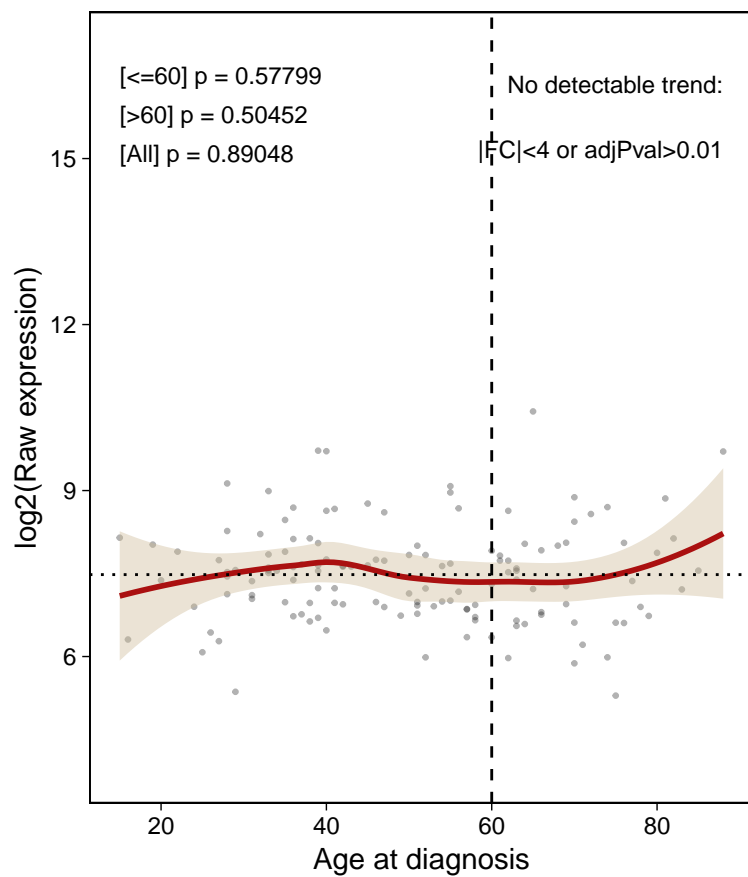 [<=60] p = 0.57799
[>60] p = 0.50452
[All] p = 0.89048
No detectable trend:
|FC|<4 or adjPval>0.01
log2(Raw expression)
15
12
9
6
20
40
60
80
Age at diagnosis